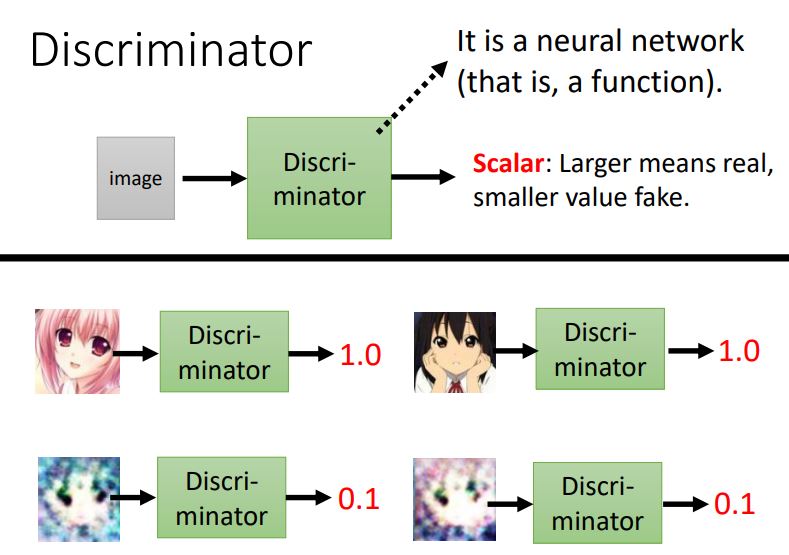 Discriminator
It is a neural network
(that is, a function).
image
Discri-
minator
Scalar: Larger means real,
smaller value fake.
Discri-
minator
1.0
Discri-
minator
1.0
Discri-
minator
0.1
Discri-
minator
0.1